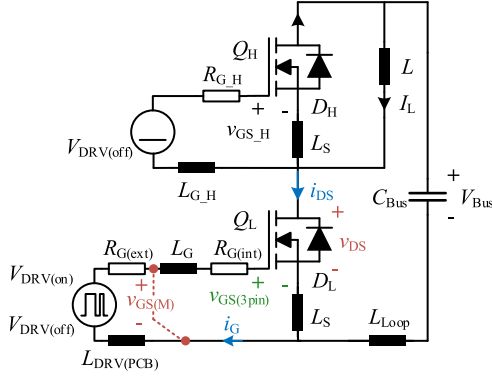 Q_H
R_G_H
L
+ -
D_H
I_L
v_GS_H
V_DRV(off)
L_S
C_Bus
+
V_Bus
-
L_G_H
i_DS
Q_L
+
R_G(ext)
L_G
R_G(int)
v_DS
V_DRV(on)
+
+ -
-
D_L
v_GS(M)
v_GS(3pin)
V_DRV(off)
-
L_S
L_Loop
i_G
L_DRV(PCB)